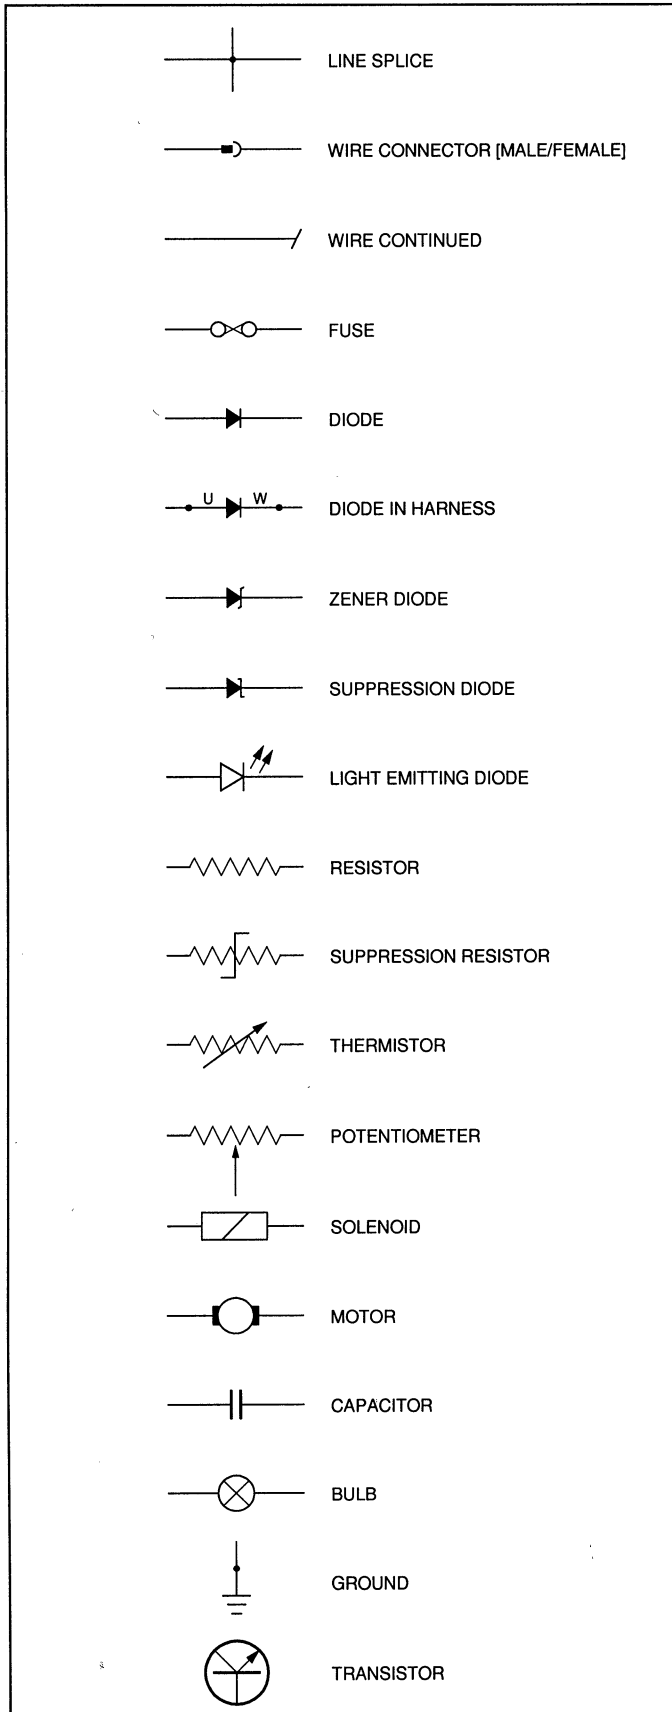 LINE SPLICE
WIRE CONNECTOR [MALE/FEMALE]
WIRE CONTINUED
FUSE
DIODE
U W
DIODE IN HARNESS
ZENER DIODE
SUPPRESSION DIODE
LIGHT EMITTING DIODE
RESISTOR
SUPPRESSION RESISTOR
THERMISTOR
POTENTIOMETER
SOLENOID
MOTOR
CAPACITOR
BULB
GROUND
TRANSISTOR